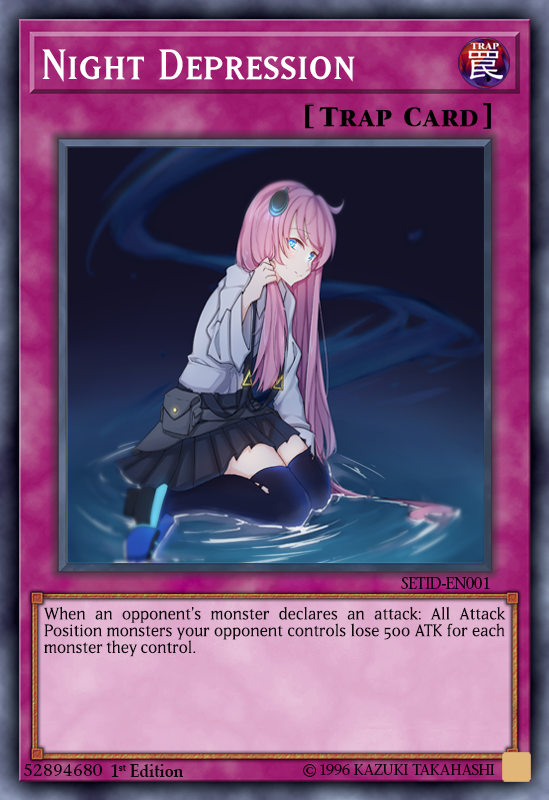 Night Depression
TRAP
罠
[Trap Card]
SETID-EN001
When an opponent's monster declares an attack: All Attack
Position monsters your opponent controls lose 500 ATK for each
monster they control.
52894680 1st Edition
© 1996 KAZUKI TAKAHASHI